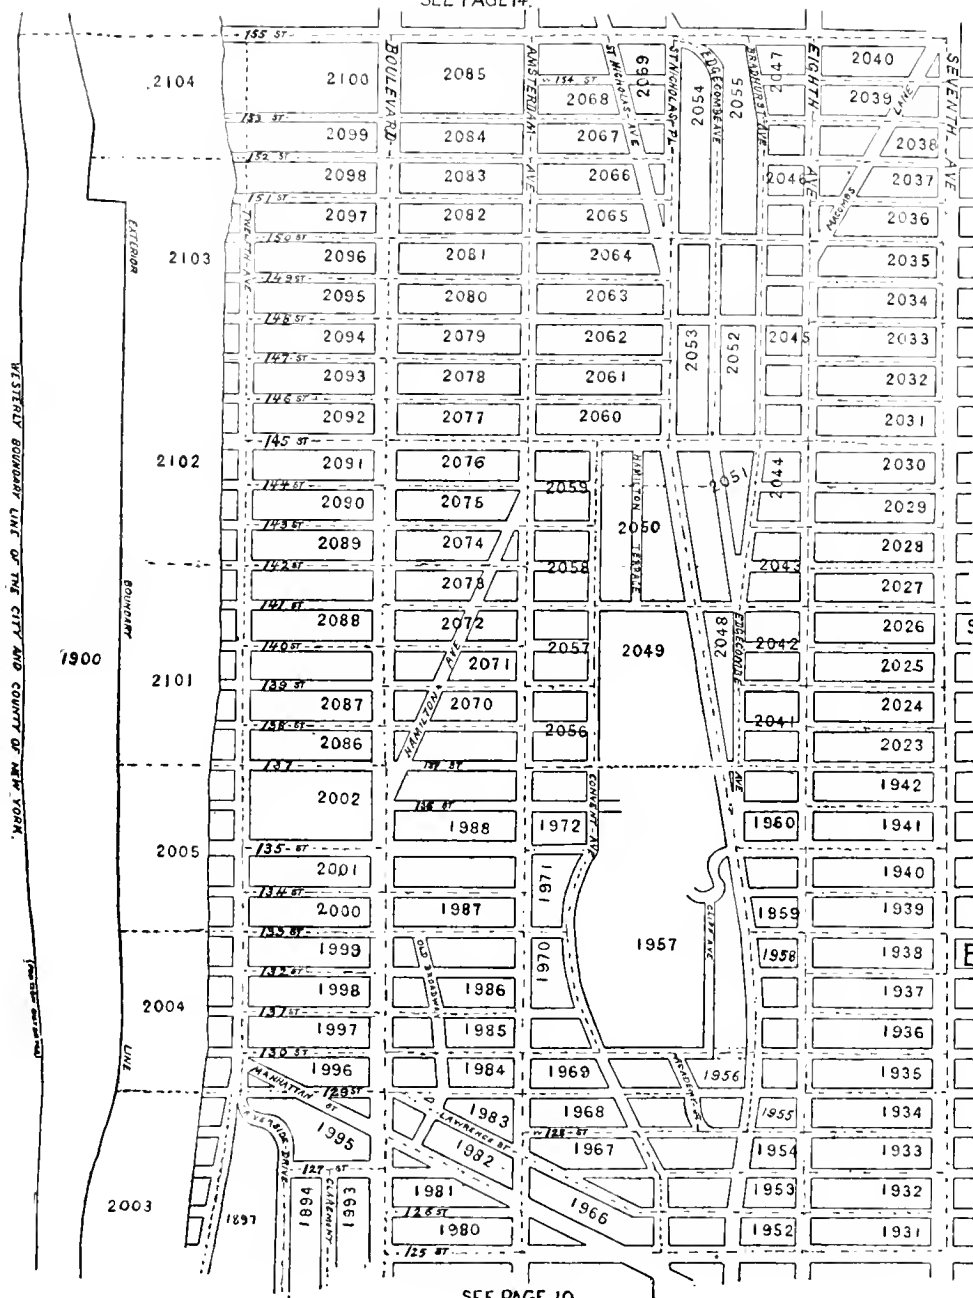 SEE PAGE 14.
155 ST
2104
2100
BOULEVARD
2085
AMSTERDAM AVE
154 ST
2068
ST NICHOLAS AVE
2069
ST NICHOLAS PL
2054
EDGECOMBE AVE
2055
BRADHURST AVE
2047
EIGHTH AVE
2040
2039
MACOMBS LANE
SEVENTH AVE
153 ST
2099
2084
2067
2038
152 ST
2098
2083
2066
2046
2037
151 ST
TWELFTH AVE
2097
2082
2065
2036
EXTERIOR
2103
150 ST
2096
2081
2064
2035
149 ST
2095
2080
2063
2034
148 ST
2094
2079
2062
2053
2052
2045
2033
147 ST
2093
2078
2061
2032
146 ST
2092
2077
2060
2031
145 ST
2102
2091
2076
2059
HAMILTON TERRACE
2051
2044
2030
144 ST
2090
2075
2050
2029
143 ST
2089
2074
2028
142 ST
2073
2058
2043
2027
BOUNDARY
141 ST
2088
2072
2048
EDGECOMBE
AVE
2042
2026
140 ST
1900
2071
2057
2049
2025
2101
139 ST
2087
2070
HAMILTON AVE
2024
138 ST
2086
2056
2041
2023
137
137 ST
2002
CONVENT AVE
1942
136 ST
1988
1972
1960
1941
135 ST
2005
2001
1971
1940
134 ST
2000
1987
CLIFF AVE
1859
1939
133 ST
1999
OLD BROADWAY
1970
1957
1958
1938
132 ST
1998
1986
1937
2004
131 ST
1997
1985
1936
130 ST
LINE
1996
1984
1969
1956
1935
MANHATTAN ST
129 ST
1983
1968
1955
1934
LAWRENCE ST
128 ST
1995
1982
1967
1954
1933
RIVERSIDE DRIVE
127 ST
2003
1897
1894
CLAREMONT
1993
1981
1966
1953
1932
126 ST
1980
1952
1931
125 ST
WESTERLY BOUNDARY LINE OF THE CITY AND COUNTY OF NEW YORK.
SEE PAGE 10